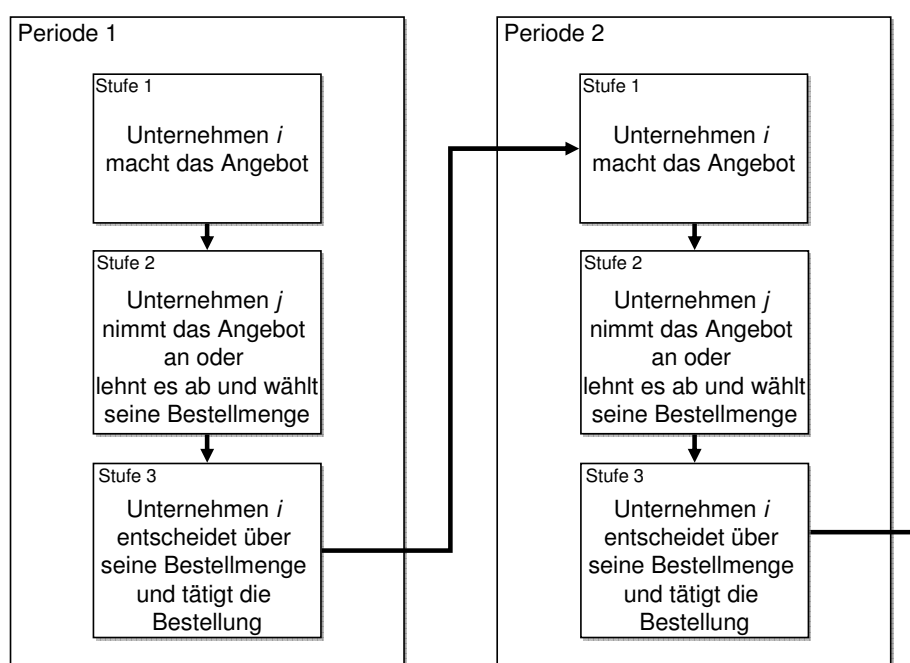 Periode 1
Stufe 1
Unternehmen i
macht das Angebot
Stufe 2
Unternehmen j
nimmt das Angebot
an oder
lehnt es ab und wählt
seine Bestellmenge
Stufe 3
Unternehmen i
entscheidet über
seine Bestellmenge
und tätigt die
Bestellung
Periode 2
Stufe 1
Unternehmen i
macht das Angebot
Stufe 2
Unternehmen j
nimmt das Angebot
an oder
lehnt es ab und wählt
seine Bestellmenge
Stufe 3
Unternehmen i
entscheidet über
seine Bestellmenge
und tätigt die
Bestellung